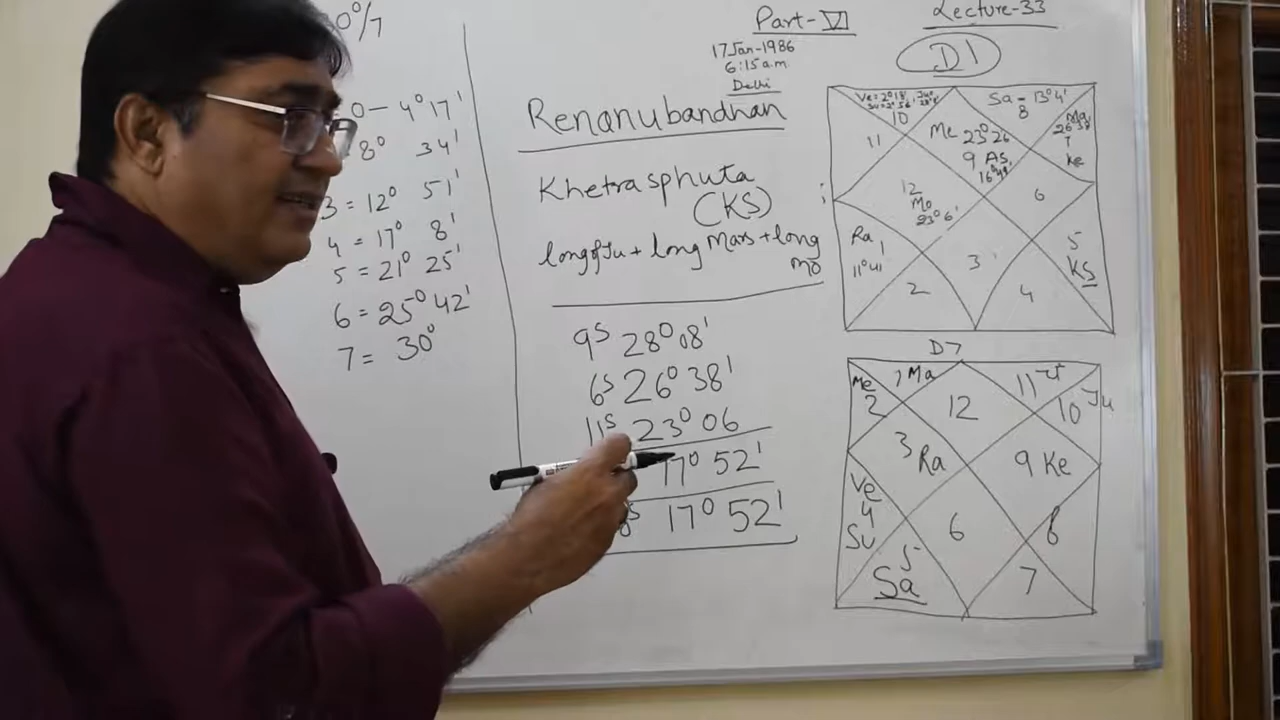 0°/7
0 — 4° 17'
8° 34'
3 = 12° 51'
4 = 17° 8'
5 = 21° 25'
6 = 25° 42'
7 = 30°
Part-VI
17 Jan-1986
6:15 a.m.
Delhi
Renanubandhan
Khetrasphuta
(KS)
long of Ju + long Mars + long
mo
9s 28° 08'
6s 26° 38'
11s 23° 06
17° 52'
8s 17° 52'
Lecture-33
D1
Sa - 13° 4'
10
8
11
Me 23° 26
9 As
Ke
12
Mo
23° 6'
6
Ra 1
11° 41
5
KS
3
2
4
D7
Me
1 Ma
11
2
12
10 Ju
3 Ra
9 Ke
Ve
4
Su
6
8
5
Sa
7